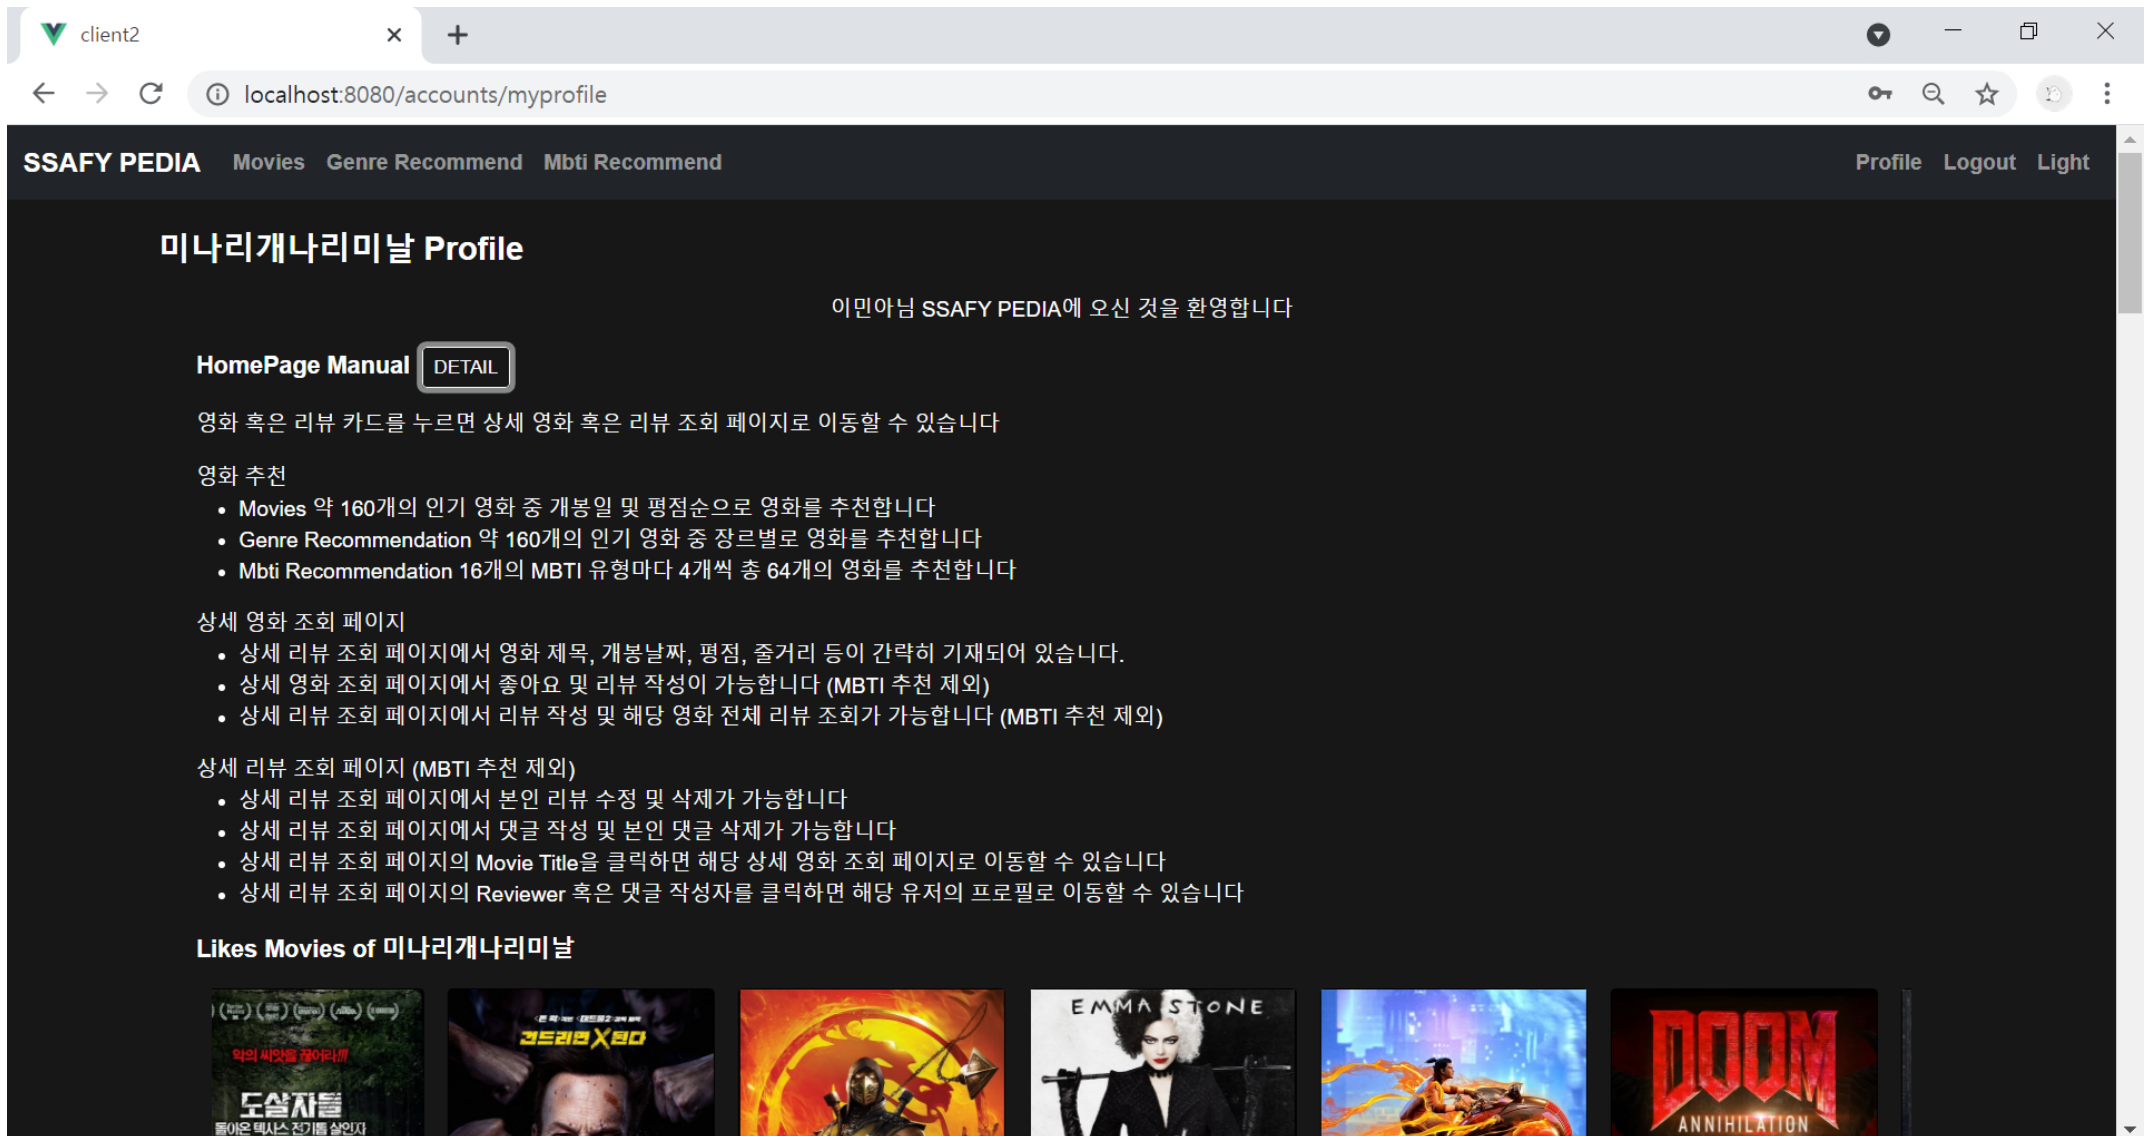 client2
localhost:8080/accounts/myprofile
SSAFY PEDIA Movies Genre Recommend Mbti Recommend Profile Logout Light
미나리개나리미날 Profile
이민아님 SSAFY PEDIA에 오신 것을 환영합니다
HomePage Manual DETAIL
영화 혹은 리뷰 카드를 누르면 상세 영화 혹은 리뷰 조회 페이지로 이동할 수 있습니다
영화 추천
Movies 약 160개의 인기 영화 중 개봉일 및 평점순으로 영화를 추천합니다
Genre Recommendation 약 160개의 인기 영화 중 장르별로 영화를 추천합니다
Mbti Recommendation 16개의 MBTI 유형마다 4개씩 총 64개의 영화를 추천합니다
상세 영화 조회 페이지
상세 리뷰 조회 페이지에서 영화 제목, 개봉날짜, 평점, 줄거리 등이 간략히 기재되어 있습니다.
상세 영화 조회 페이지에서 좋아요 및 리뷰 작성이 가능합니다 (MBTI 추천 제외)
상세 리뷰 조회 페이지에서 리뷰 작성 및 해당 영화 전체 리뷰 조회가 가능합니다 (MBTI 추천 제외)
상세 리뷰 조회 페이지 (MBTI 추천 제외)
상세 리뷰 조회 페이지에서 본인 리뷰 수정 및 삭제가 가능합니다
상세 리뷰 조회 페이지에서 댓글 작성 및 본인 댓글 삭제가 가능합니다
상세 리뷰 조회 페이지의 Movie Title을 클릭하면 해당 상세 영화 조회 페이지로 이동할 수 있습니다
상세 리뷰 조회 페이지의 Reviewer 혹은 댓글 작성자를 클릭하면 해당 유저의 프로필로 이동할 수 있습니다
Likes Movies of 미나리개나리미날
악의 씨앗을 끊어라!!!
도살자들
돌아온 텍사스 전기톱 살인자
건드리면 X된다
EMMA STONE
DOOM
ANNIHILATION